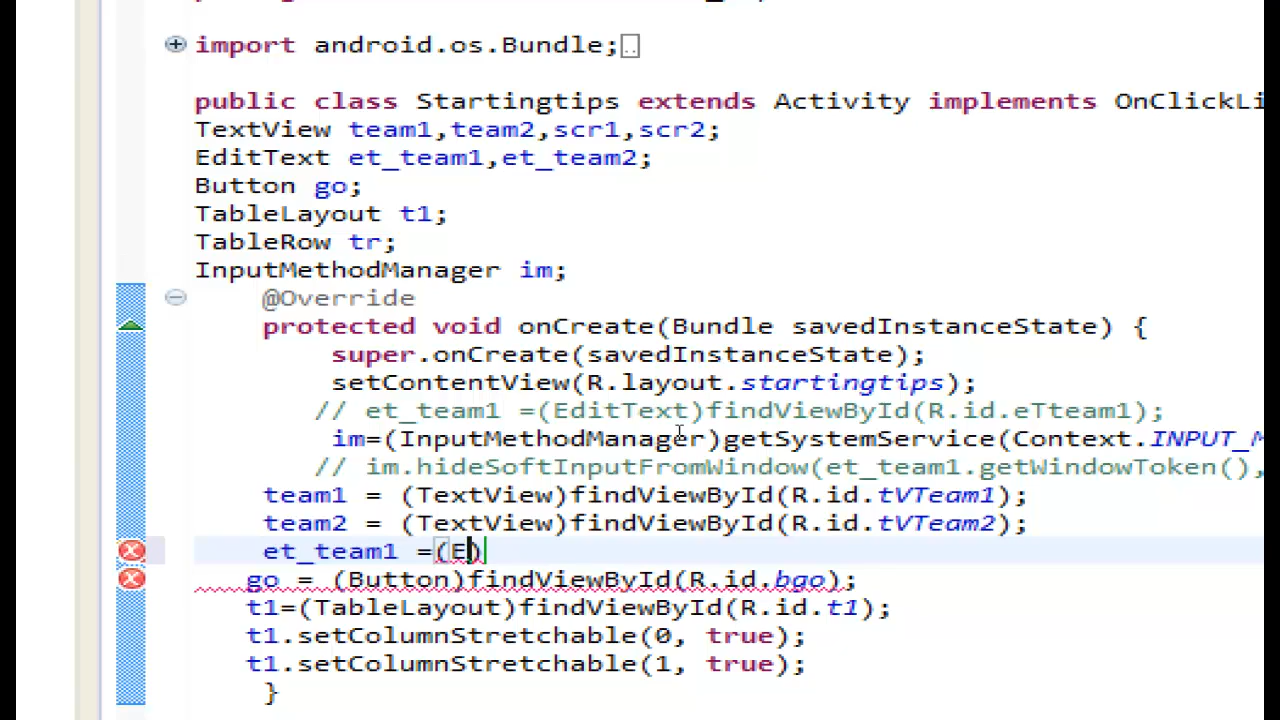 import android.os.Bundle;
public class Startingtips extends Activity implements OnClickLi
TextView team1,team2,scr1,scr2;
EditText et_team1,et_team2;
Button go;
TableLayout t1;
TableRow tr;
InputMethodManager im;
@Override
protected void onCreate(Bundle savedInstanceState) {
super.onCreate(savedInstanceState);
setContentView(R.layout.startingtips);
// et_team1 =(EditText)findViewById(R.id.eTteam1);
im=(InputMethodManager)getSystemService(Context.INPUT_M
// im.hideSoftInputFromWindow(et_team1.getWindowToken(),
team1 = (TextView)findViewById(R.id.tVTeam1);
team2 = (TextView)findViewById(R.id.tVTeam2);
et_team1 =(E)
go = (Button)findViewById(R.id.bgo);
t1=(TableLayout)findViewById(R.id.t1);
t1.setColumnStretchable(0, true);
t1.setColumnStretchable(1, true);
}